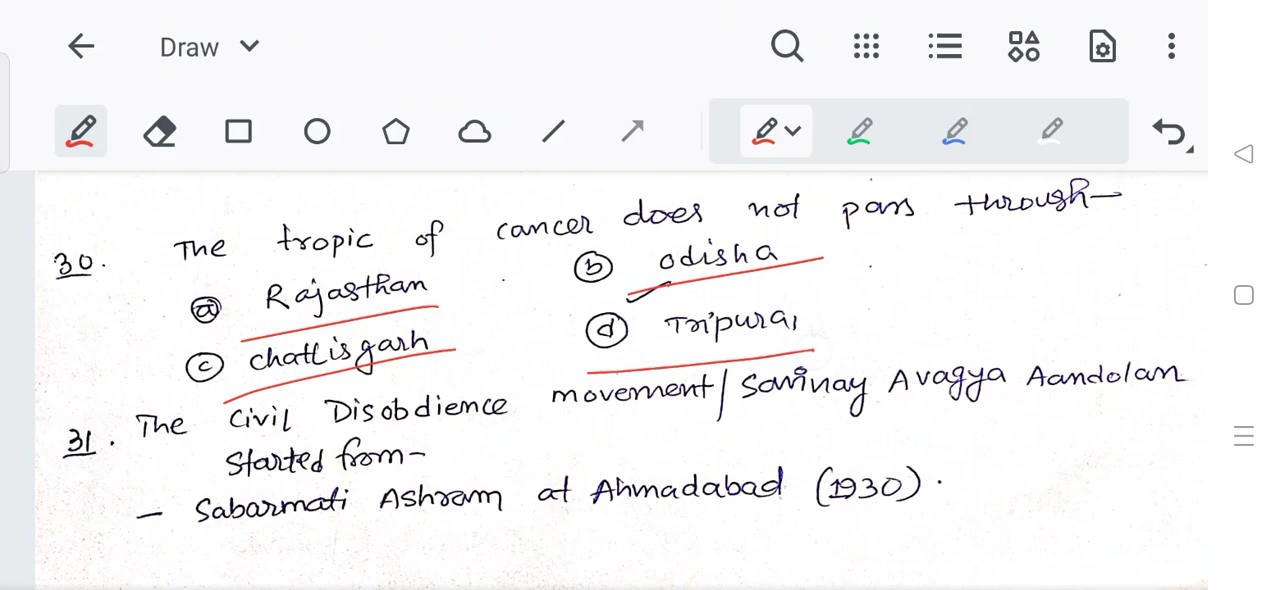 Draw
30. The tropic of cancer does not pass through—
ⓐ Rajasthan ⓑ odisha
ⓒ chattisgarh ⓓ Tripura,
31. The Civil Disobdience movement/ Savinay Avagya Aandolan
Started from—
— Sabarmati Ashram at Ahmadabad (1930).